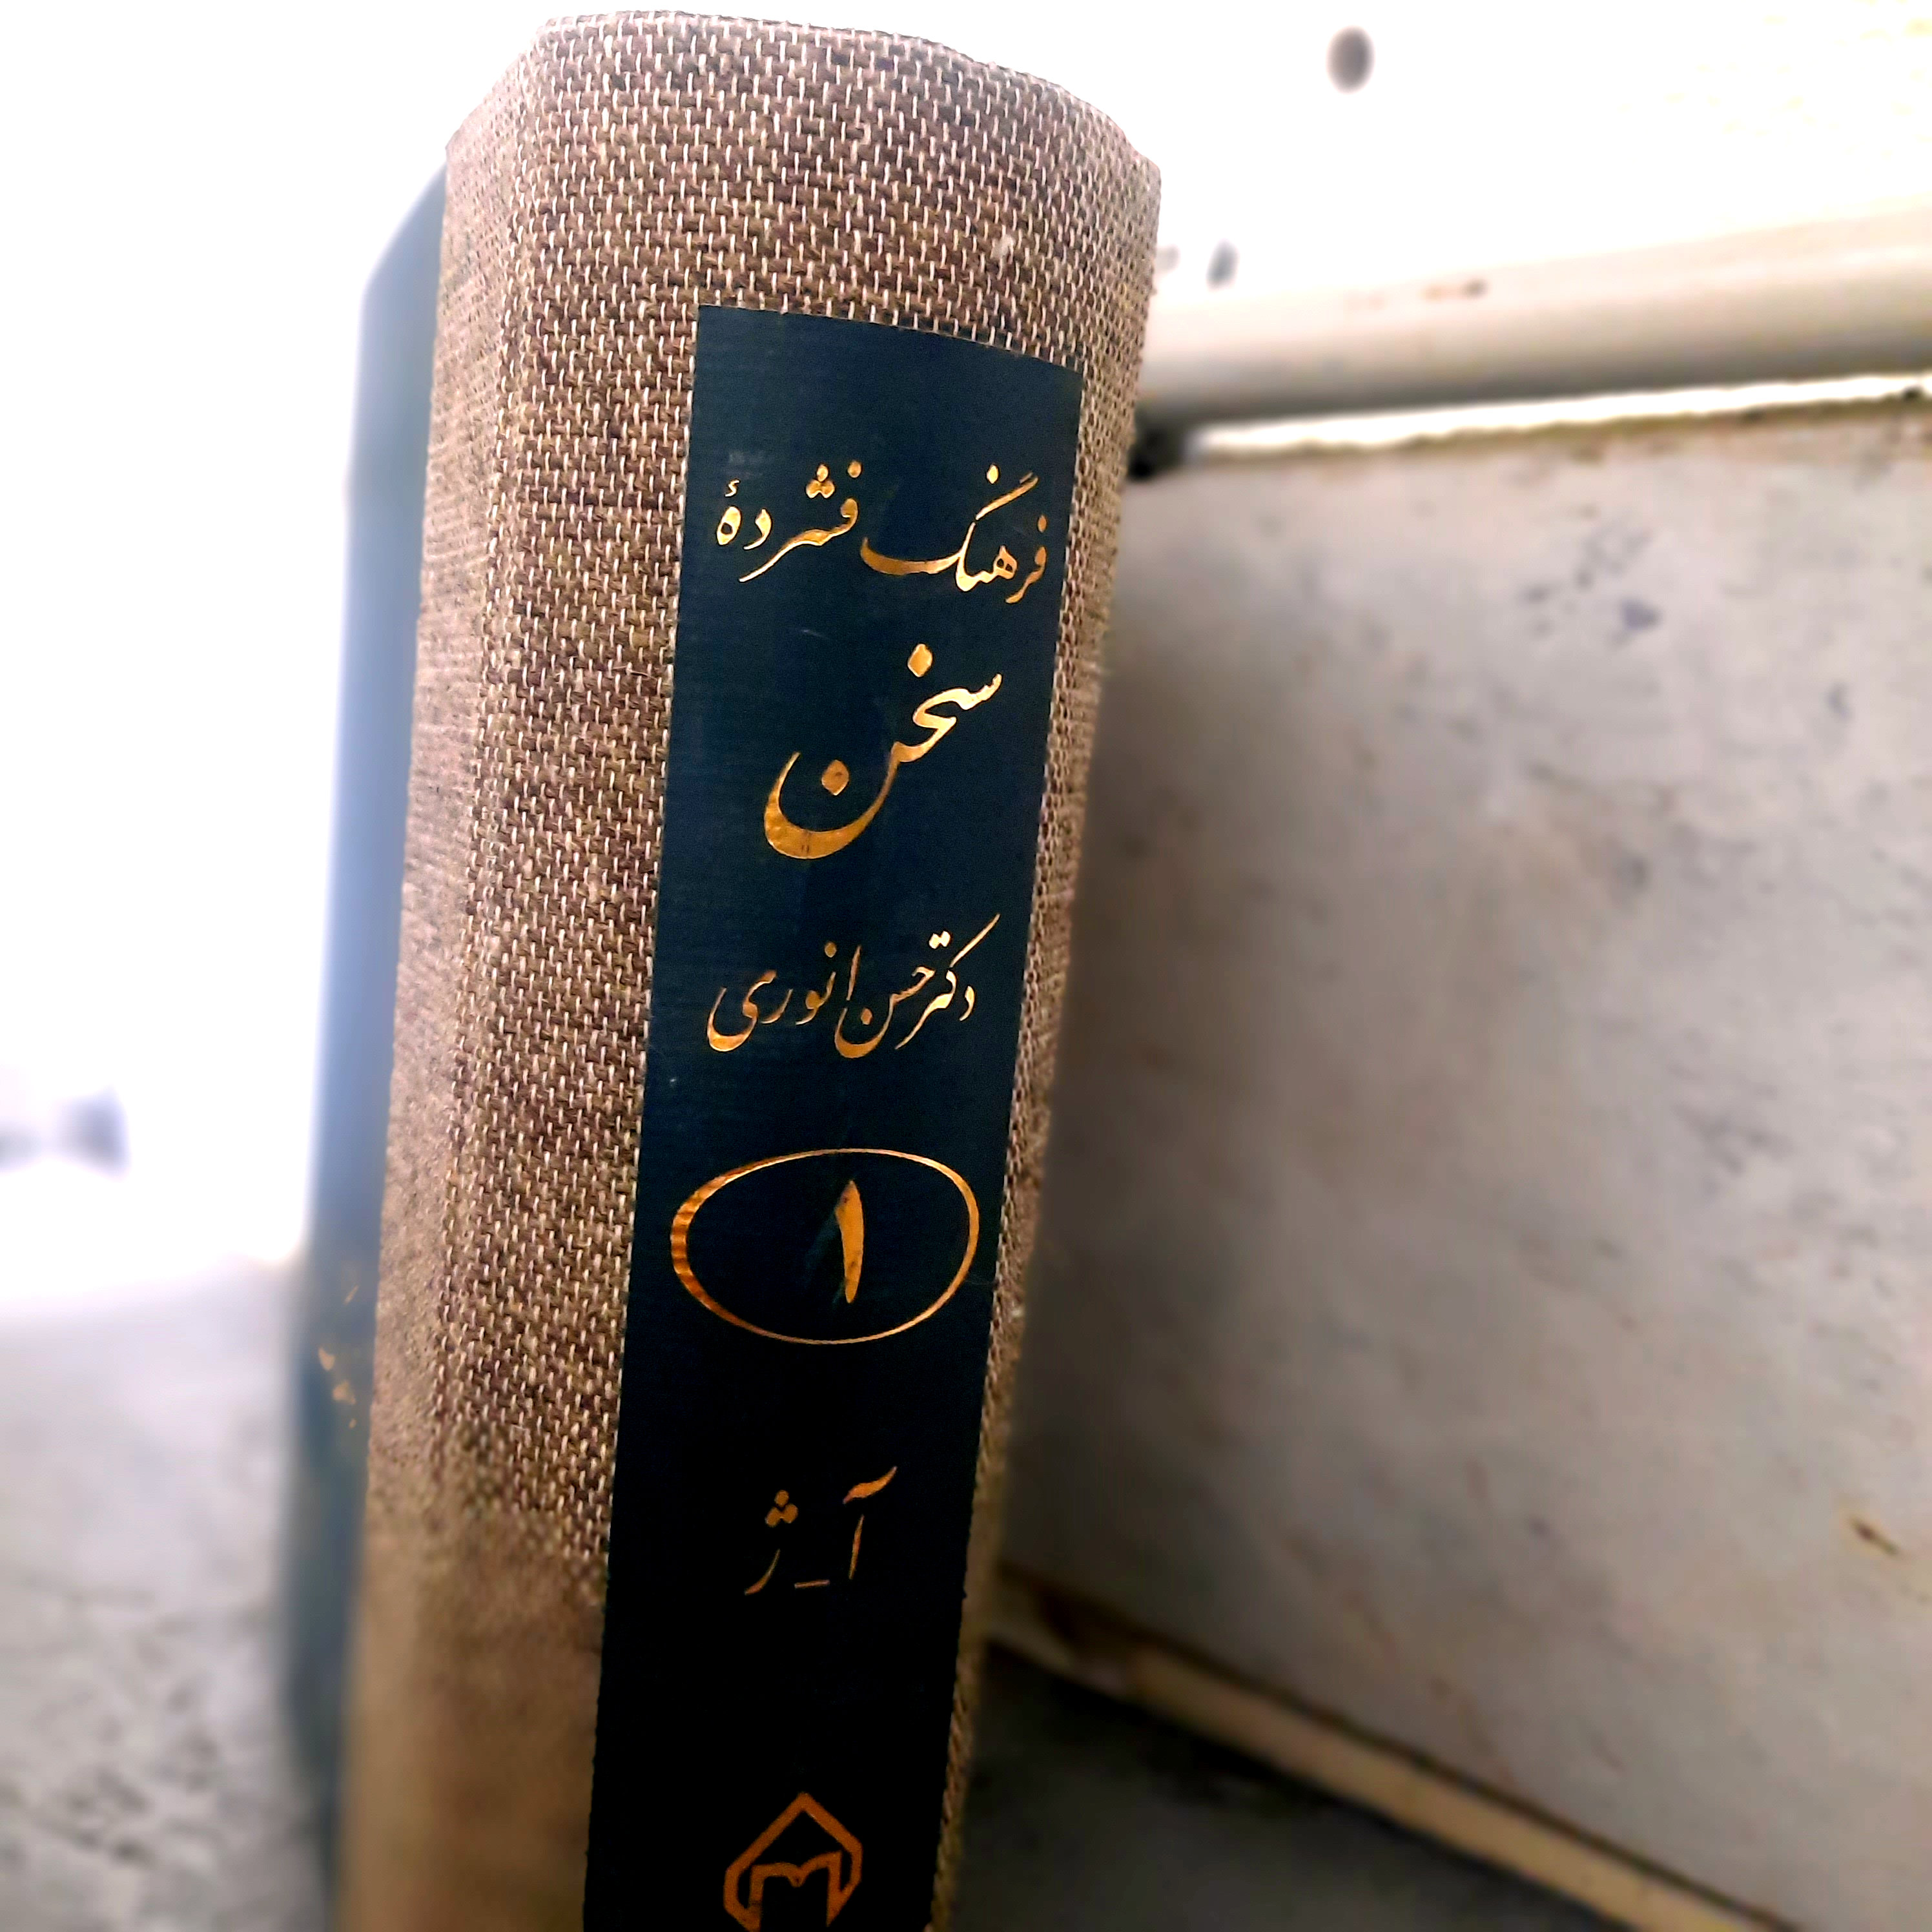 فرهنگ فشردهٔ
سخن
دکتر حسن انوری
۱
آ_ژ